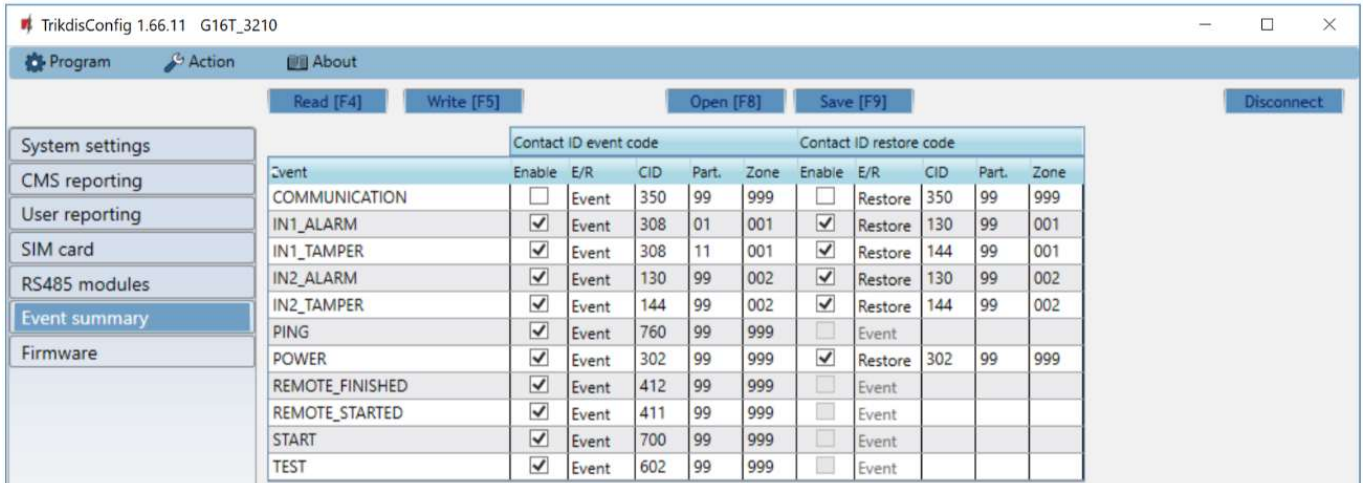 TrikdisConfig 1.66.11 G16T_3210
Program Action About
Read [F4] Write [F5] Open [F8] Save [F9] Disconnect
System settings
CMS reporting
User reporting
SIM card
RS485 modules
Event summary
Firmware
Contact ID event code Contact ID restore code
Event Enable E/R CID Part. Zone Enable E/R CID Part. Zone
COMMUNICATION Event 350 99 999 Restore 350 99 999
IN1_ALARM Event 308 01 001 Restore 130 99 001
IN1_TAMPER Event 308 11 001 Restore 144 99 001
IN2_ALARM Event 130 99 002 Restore 130 99 002
IN2_TAMPER Event 144 99 002 Restore 144 99 002
PING Event 760 99 999 Event
POWER Event 302 99 999 Restore 302 99 999
REMOTE_FINISHED Event 412 99 999 Event
REMOTE_STARTED Event 411 99 999 Event
START Event 700 99 999 Event
TEST Event 602 99 999 Event